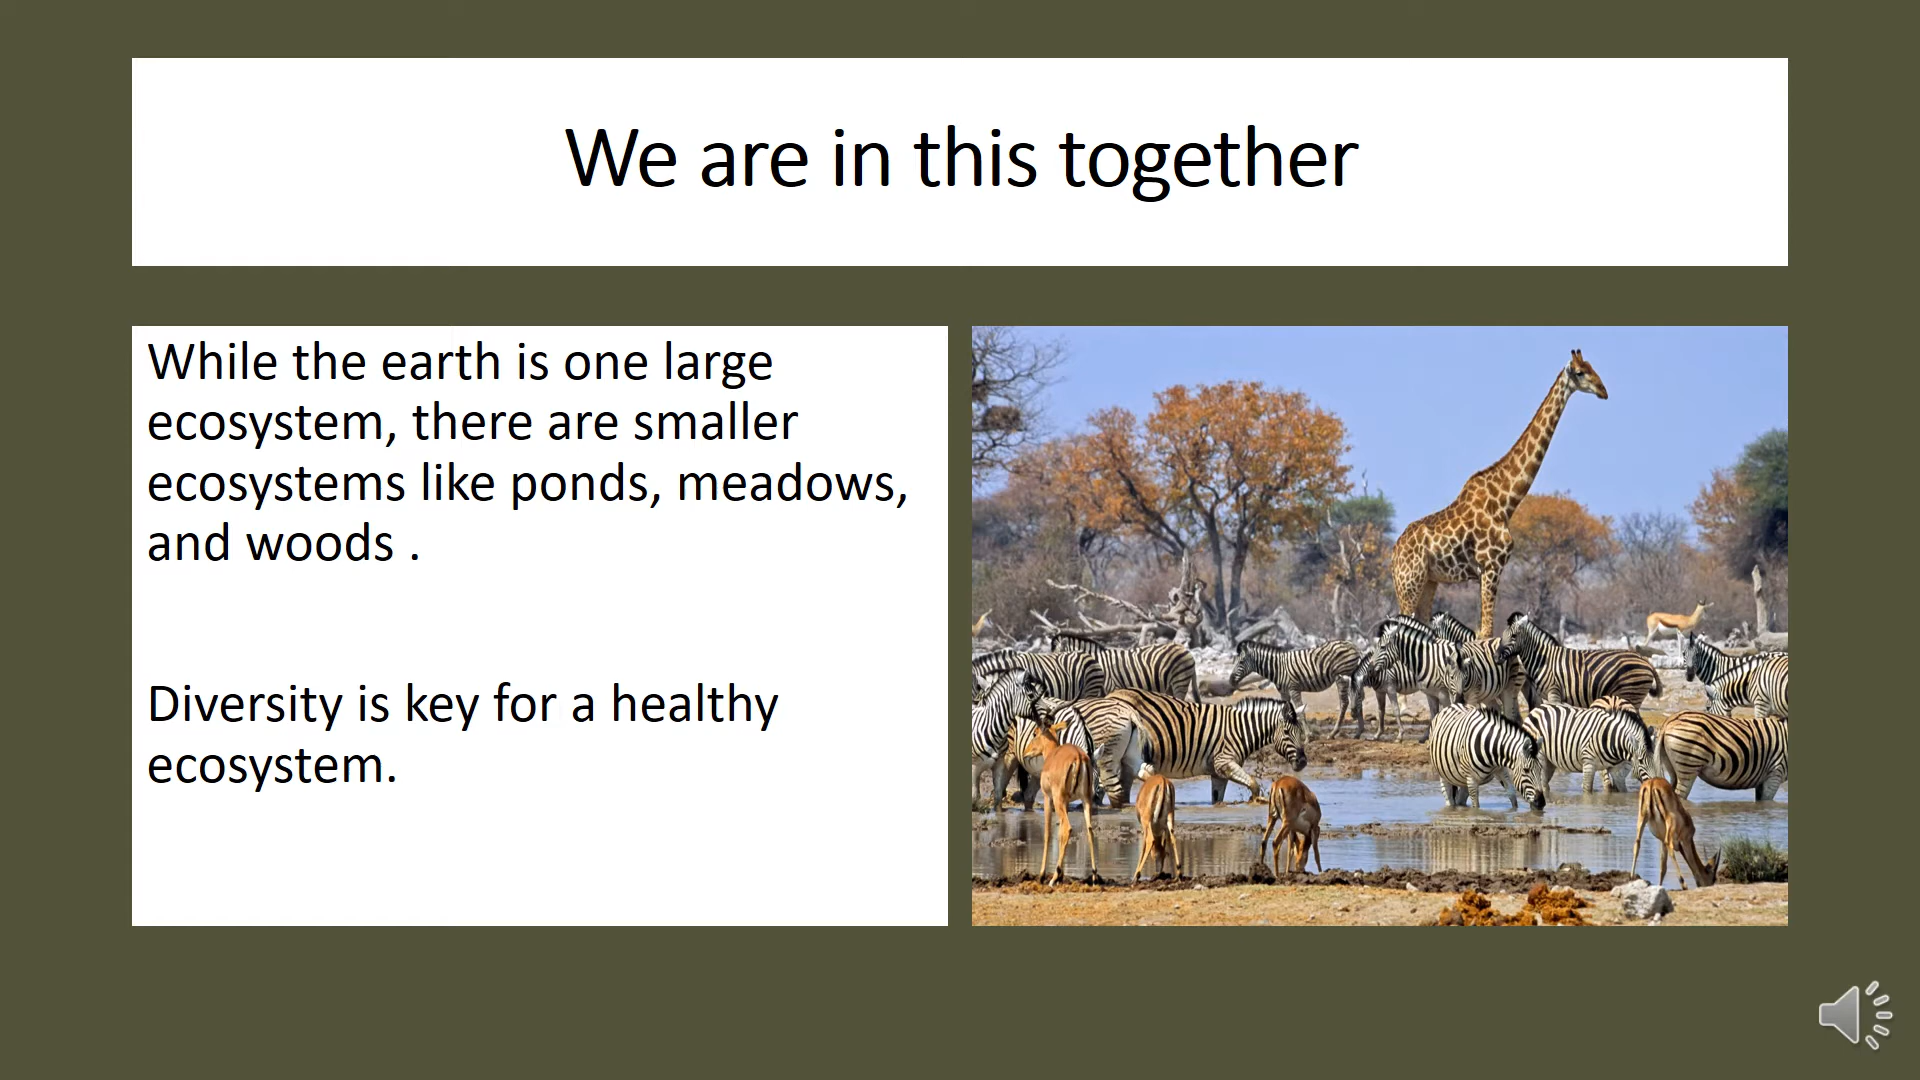 We are in this together
While the earth is one large
ecosystem, there are smaller
ecosystems like ponds, meadows,
and woods .
Diversity is key for a healthy
ecosystem.